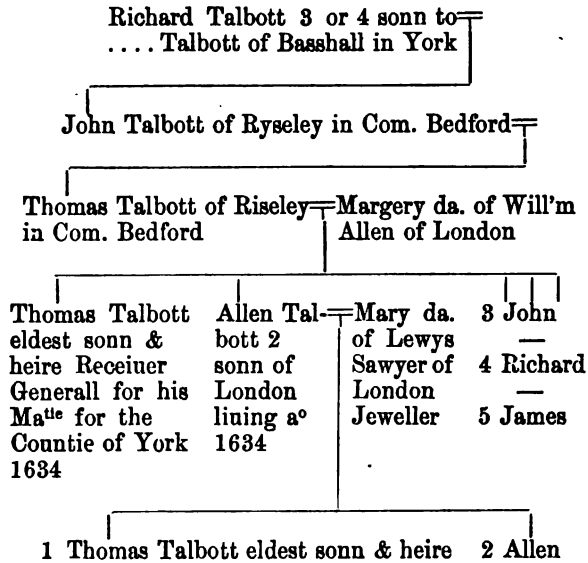 Richard Talbott 3 or 4 sonn to
.... Talbott of Basshall in York
John Talbott of Ryseley in Com. Bedford
Thomas Talbott of Riseley
in Com. Bedford
Margery da. of Will'm
Allen of London
Thomas Talbott
eldest sonn &
heire Receiuer
Generall for his
Matie for the
Countie of York
1634
Allen Tal-
bott 2
sonn of
London
liuing ao
1634
Mary da.
of Lewys
Sawyer of
London
Jeweller
3 John
4 Richard
5 James
1 Thomas Talbott eldest sonn & heire
2 Allen